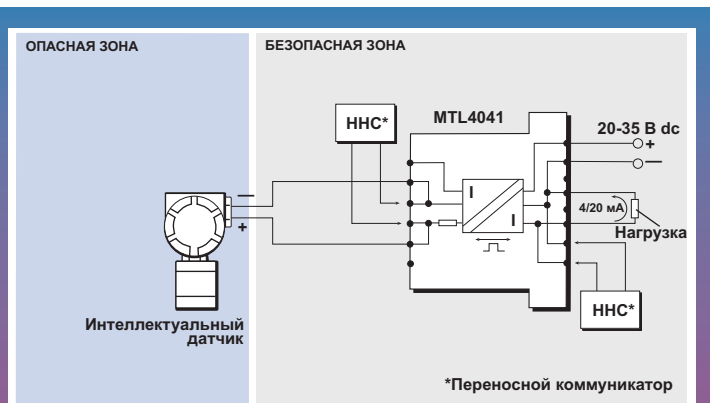 ОПАСНАЯ ЗОНА
БЕЗОПАСНАЯ ЗОНА
ННС*
MTL4041
20-35 В dc
+
—
—
+
I
I
4/20 мА
Нагрузка
ННС*
Интеллектуальный
датчик
*Переносной коммуникатор